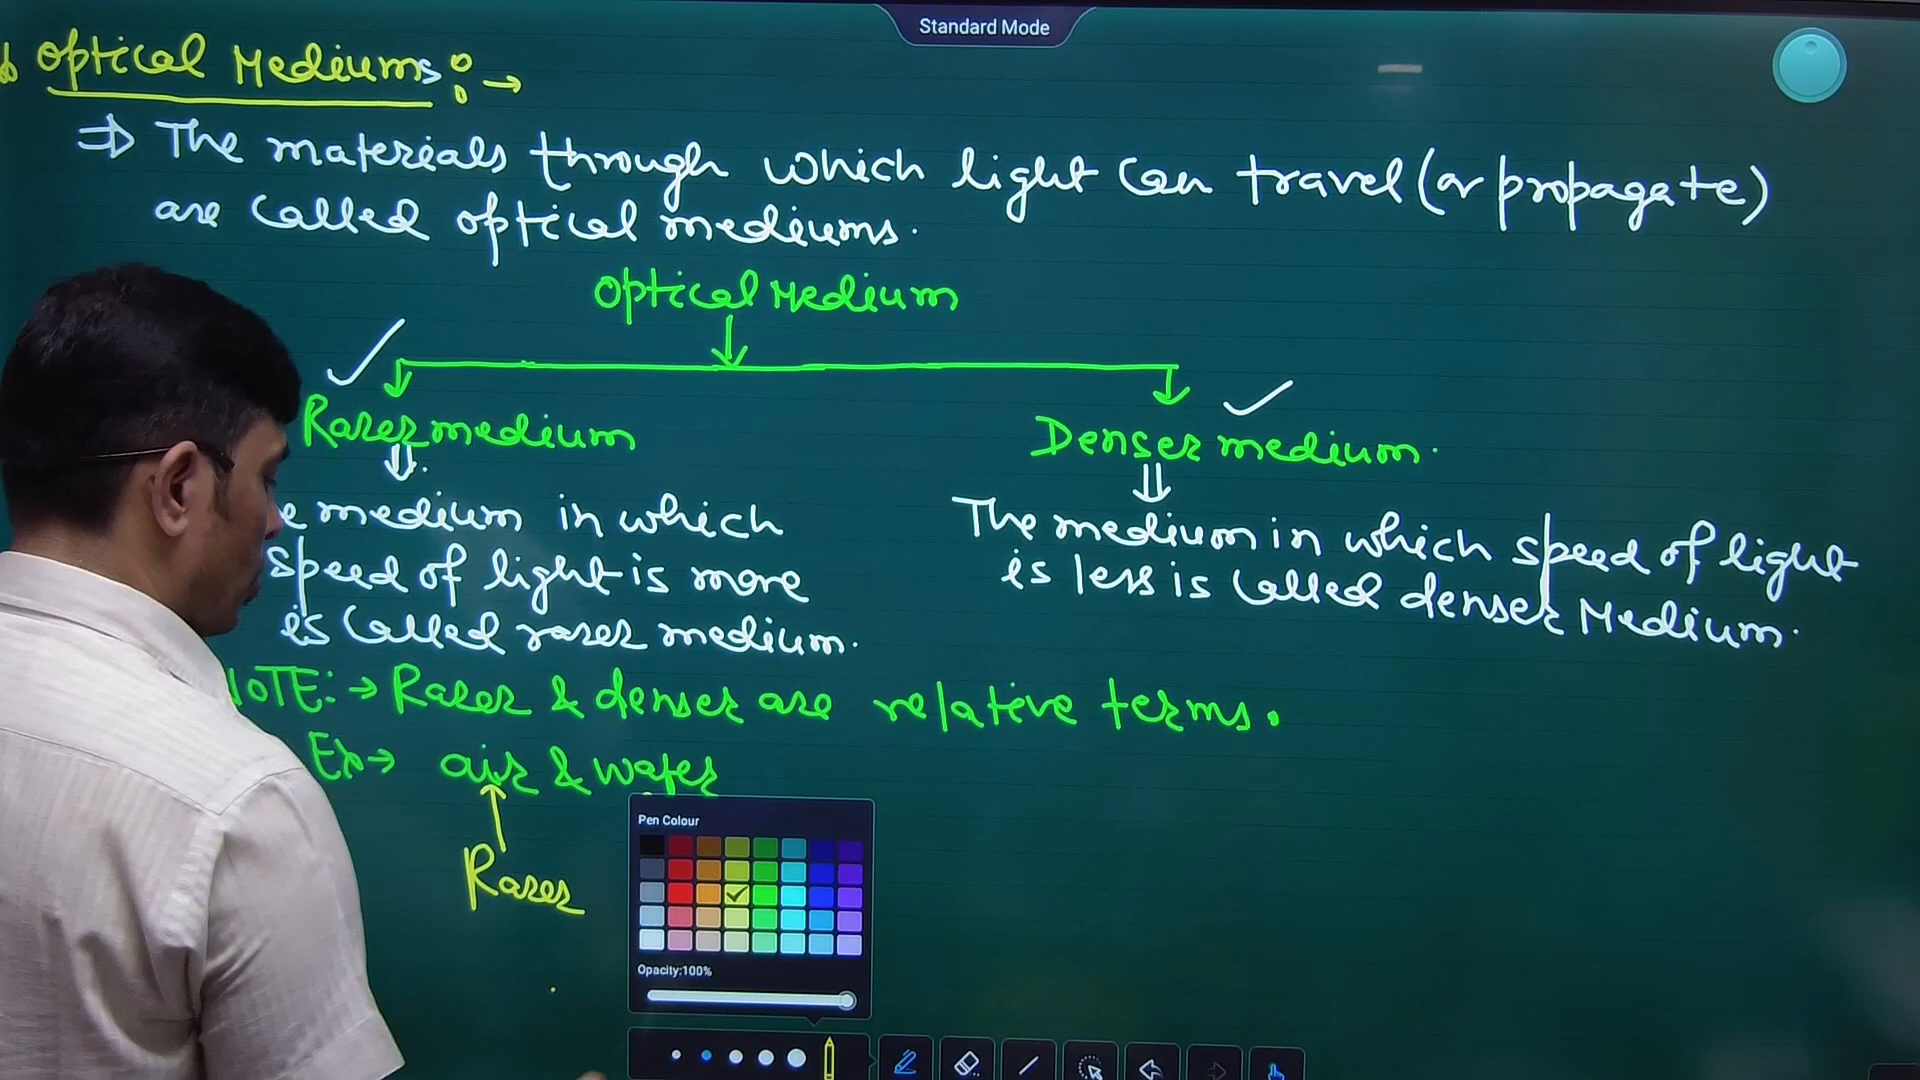 Standard Mode
Optical Mediums :→
⇒ The materials through which light can travel (or propagate)
are called optical mediums.
Optical Medium
Rarer medium
Denser medium.
e medium in which
speed of light is more
is called rarer medium.
The medium in which speed of light
is less is called denser Medium.
NOTE:→ Rarer & denser are relative terms.
Ex→ air & water
Rarer
Pen Colour
Opacity:100%